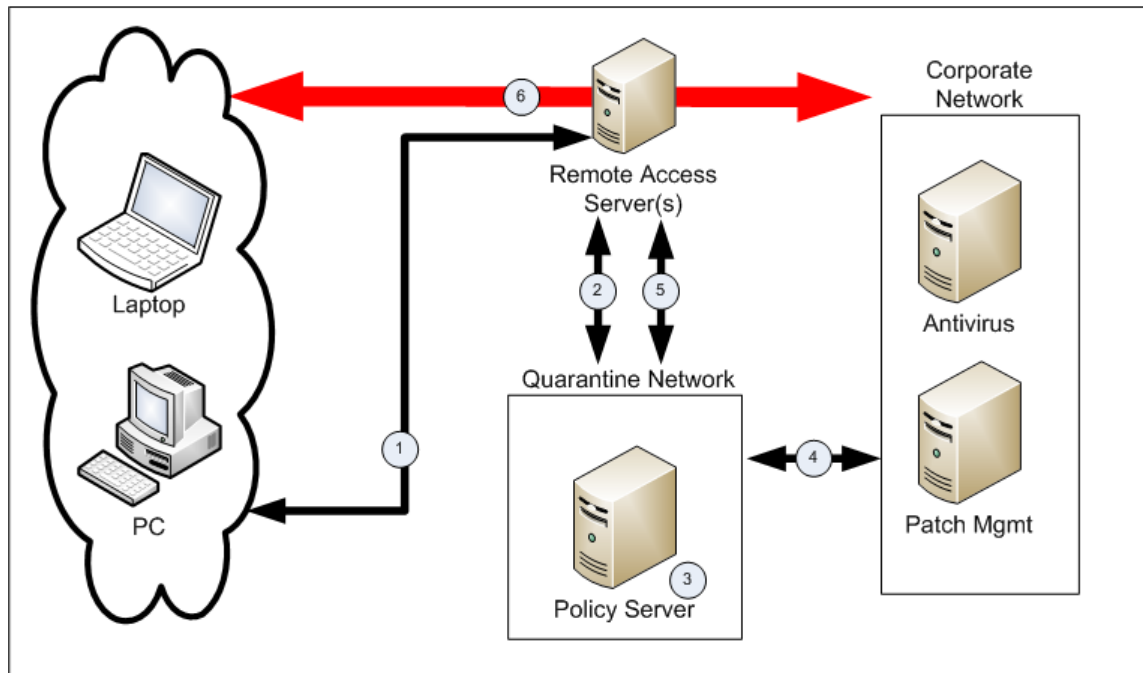 6
Corporate
Network
Remote Access
Server(s)
Laptop
2
5
Antivirus
Quarantine Network
1
4
PC
Patch Mgmt
3
Policy Server